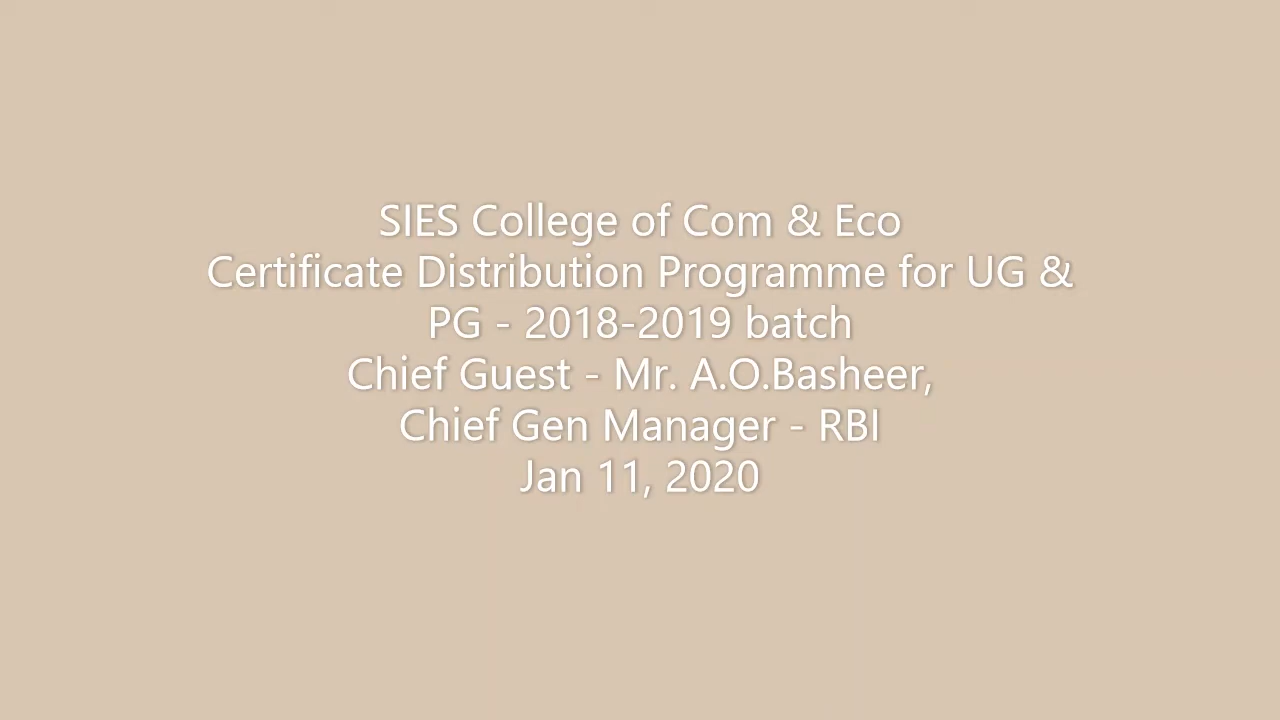 SIES College of Com & Eco
Certificate Distribution Programme for UG &
PG - 2018-2019 batch
Chief Guest - Mr. A.O.Basheer,
Chief Gen Manager - RBI
Jan 11, 2020